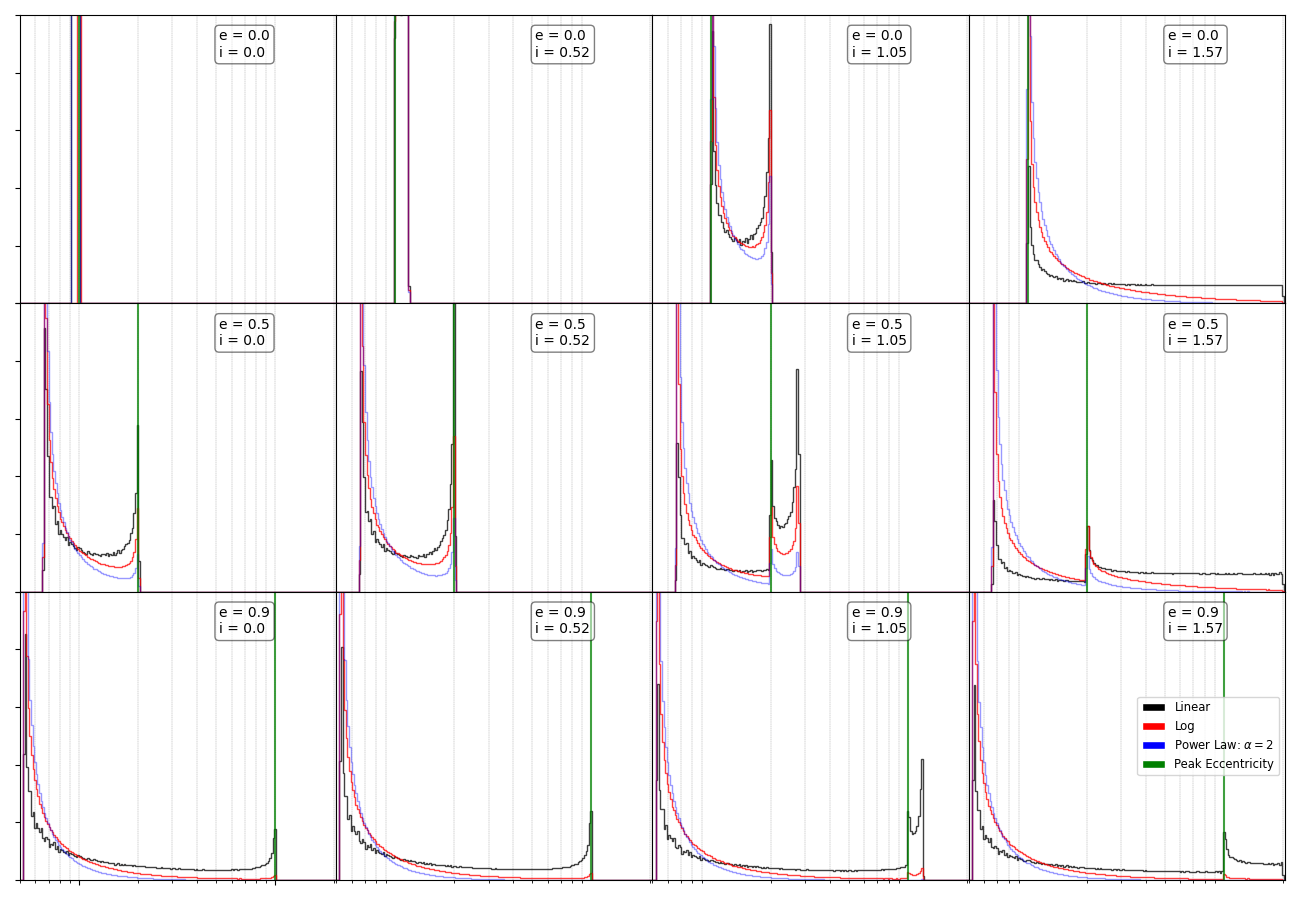 e = 0.0
i = 0.0
e = 0.0
i = 0.52
e = 0.0
i = 1.05
e = 0.0
i = 1.57
e = 0.5
i = 0.0
e = 0.5
i = 0.52
e = 0.5
i = 1.05
e = 0.5
i = 1.57
e = 0.9
i = 0.0
e = 0.9
i = 0.52
e = 0.9
i = 1.05
e = 0.9
i = 1.57
Linear
Log
Power Law: α = 2
Peak Eccentricity